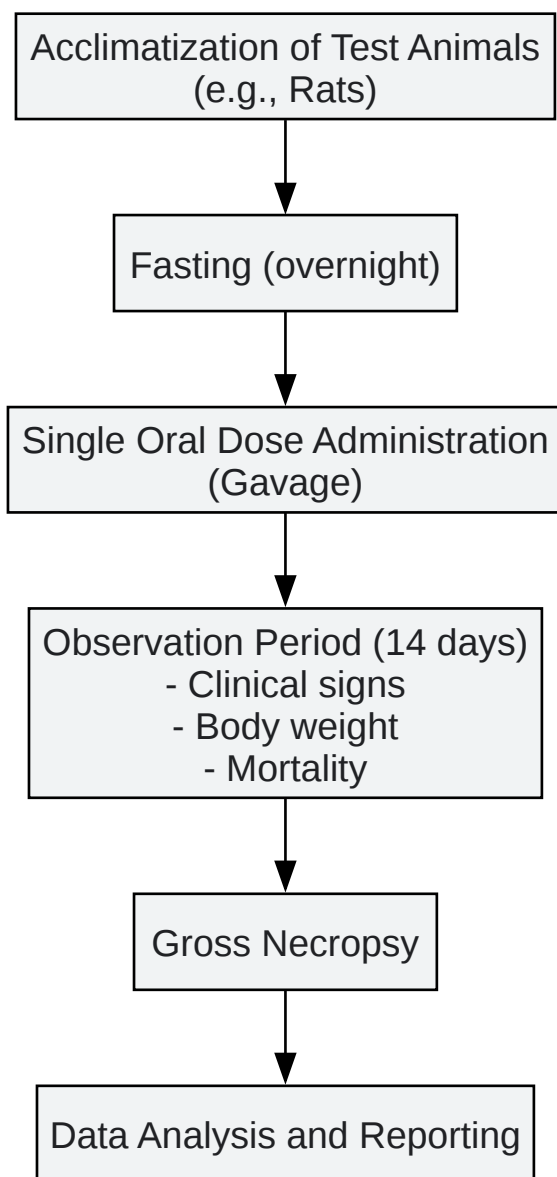 Acclimatization of Test Animals
(e.g., Rats)
Fasting (overnight)
Single Oral Dose Administration
(Gavage)
Observation Period (14 days)
- Clinical signs
- Body weight
- Mortality
Gross Necropsy
Data Analysis and Reporting